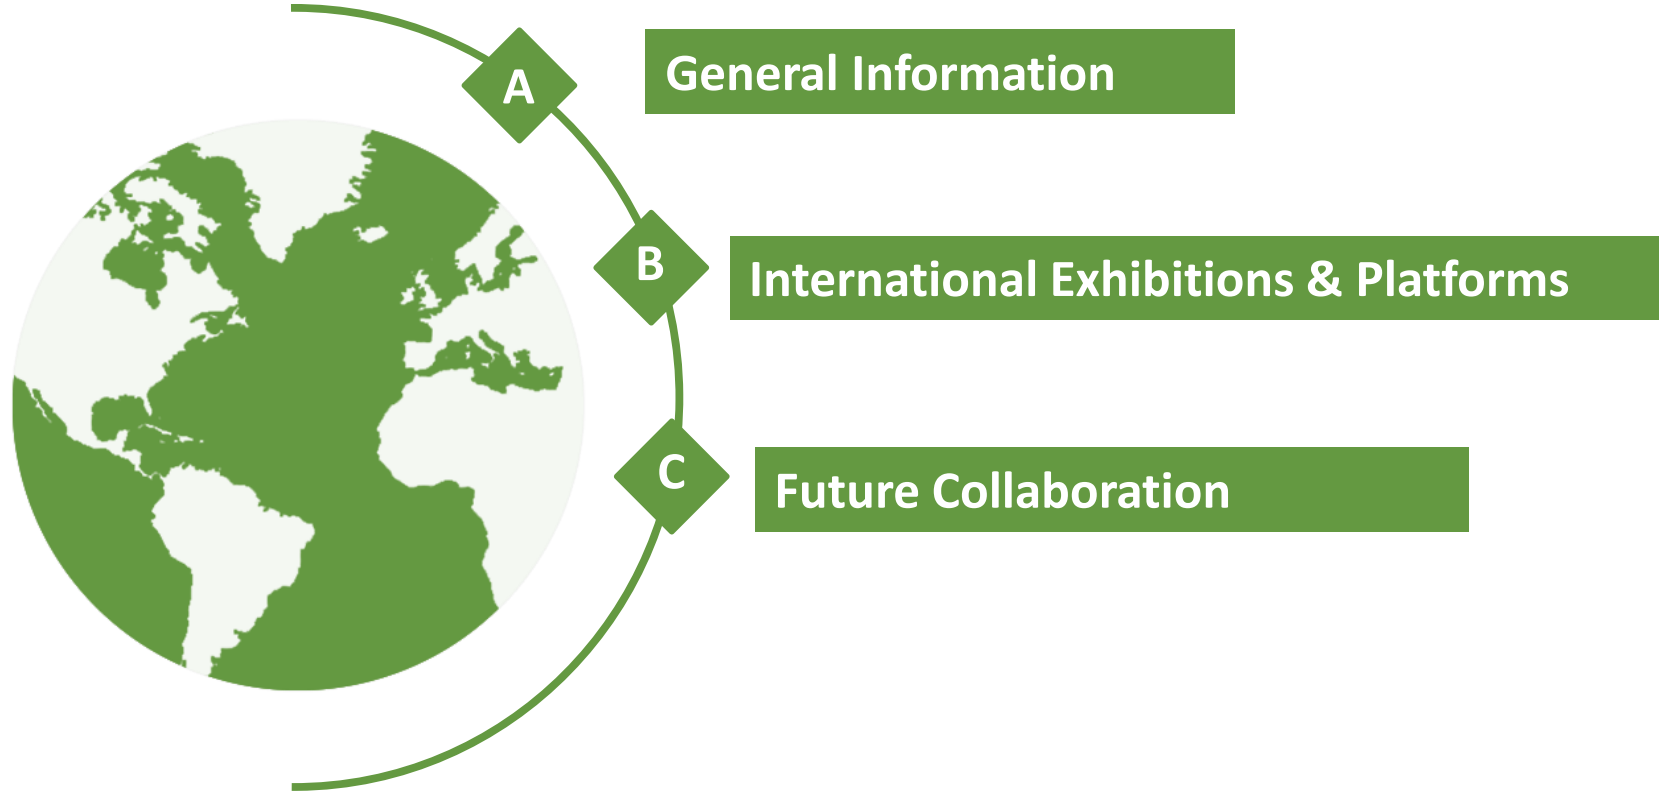 A
General Information
B
International Exhibitions & Platforms
C
Future Collaboration